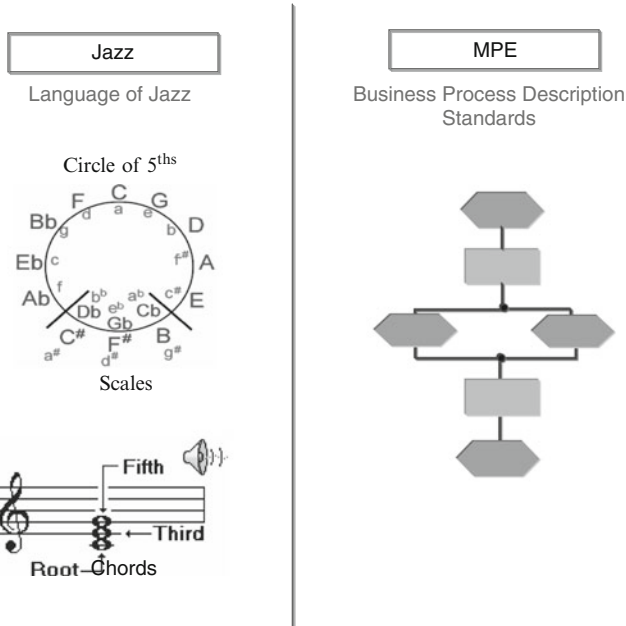 Jazz
Language of Jazz
Circle of 5ths
C
F
G
d
a
e
Bb
D
g
b
Eb
c
f#
A
Ab
f
bb
eb
ab
c#
E
Db
Gb
Cb
C#
F#
B
a#
d#
g#
Scales
Fifth
Third
Root
Chords
MPE
Business Process Description
Standards